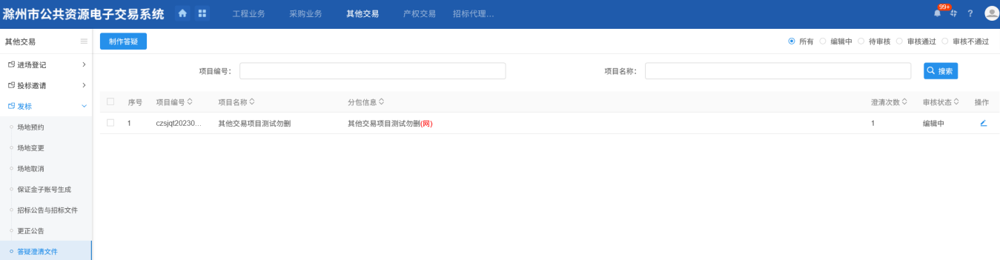 滁州市公共资源电子交易系统 工程业务 采购业务 其他交易 产权交易 招标代理... 99+ ?
其他交易 制作答疑 所有 编辑中 待审核 审核通过 审核不通过
进场登记
项目编号： 项目名称： 搜索
投标邀请
发标
序号 项目编号 项目名称 分包信息 澄清次数 审核状态 操作
1 czsjqt20230... 其他交易项目测试勿删 其他交易项目测试勿删(网) 1 编辑中
场地预约
场地变更
场地取消
保证金子账号生成
招标公告与招标文件
更正公告
答疑澄清文件